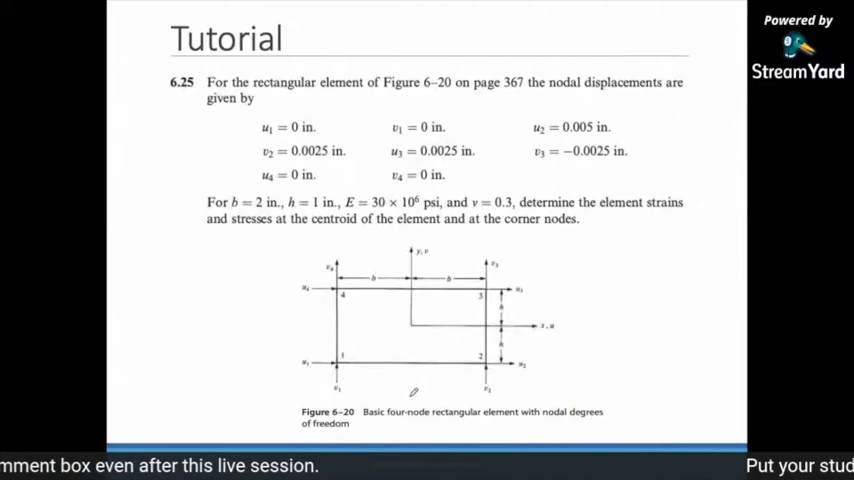 Tutorial
Powered by
StreamYard
6.25 For the rectangular element of Figure 6–20 on page 367 the nodal displacements are
given by
u₁ = 0 in. v₁ = 0 in. u₂ = 0.005 in.
v₂ = 0.0025 in. u₃ = 0.0025 in. v₃ = −0.0025 in.
u₄ = 0 in. v₄ = 0 in.
For b = 2 in., h = 1 in., E = 30 × 10⁶ psi, and ν = 0.3, determine the element strains
and stresses at the centroid of the element and at the corner nodes.
y, v
v₄ v₃
b b
u₄ 4 3 u₃
h
x, u
h
u₁ 1 2 u₂
v₁ v₂
Figure 6–20 Basic four-node rectangular element with nodal degrees
of freedom
mment box even after this live session. Put your stud